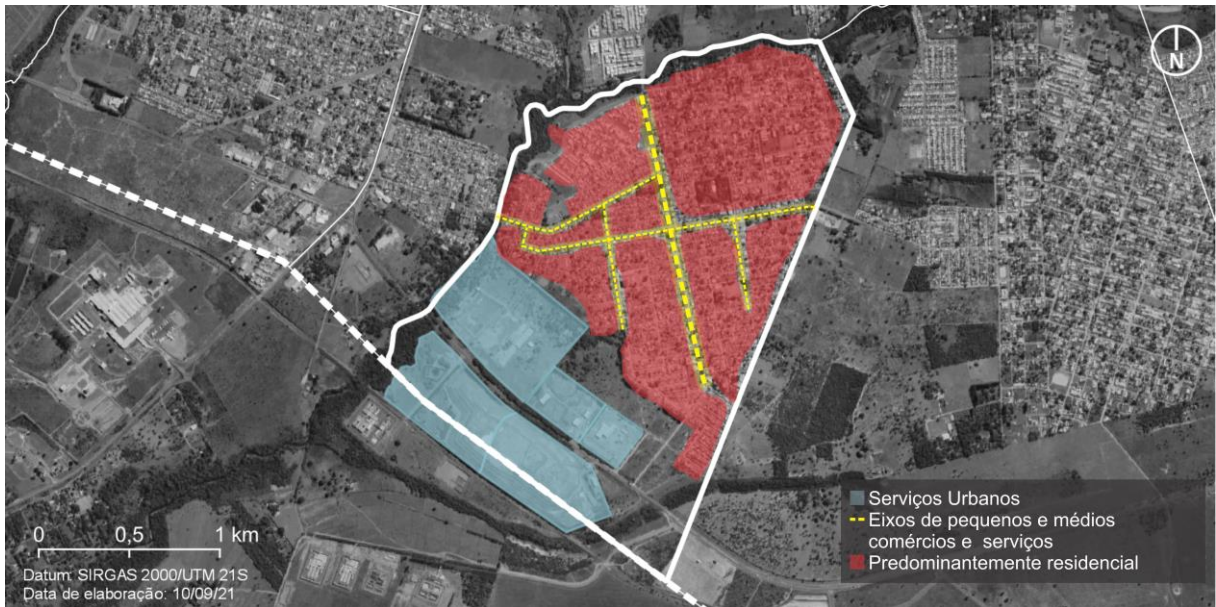 N
Serviços Urbanos
Eixos de pequenos e médios
comércios e serviços
Predominantemente residencial
0 0,5 1 km
Datum: SIRGAS 2000/UTM 21S
Data de elaboração: 10/09/21